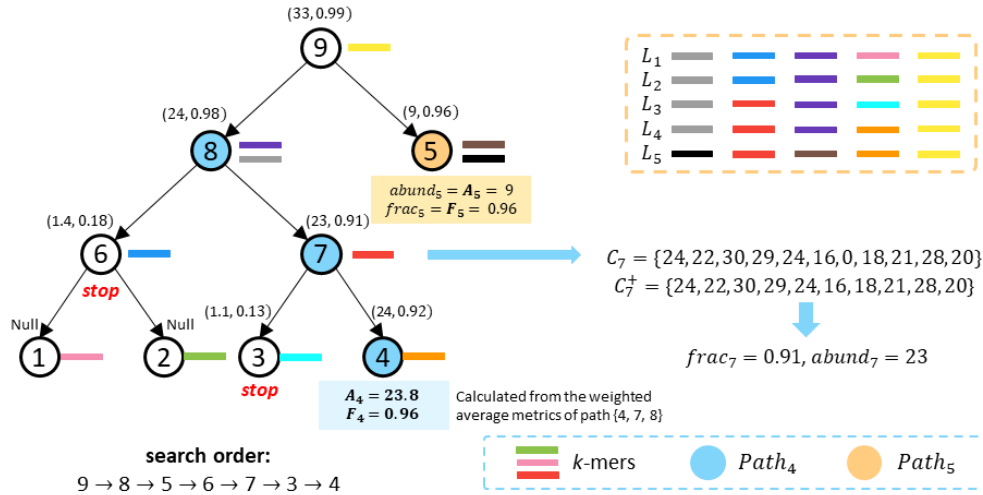 (33, 0.99)
9
(24, 0.98)
(9, 0.96)
8
5
abund₅ = A₅ = 9
frac₅ = F₅ = 0.96
(1.4, 0.18)
(23, 0.91)
6
7
stop
Null
Null
(1.1, 0.13)
(24, 0.92)
1
2
3
4
stop
A₄ = 23.8
F₄ = 0.96
Calculated from the weighted
average metrics of path {4, 7, 8}
search order:
9 → 8 → 5 → 6 → 7 → 3 → 4
L₁
L₂
L₃
L₄
L₅
C₇ = {24, 22, 30, 29, 24, 16, 0, 18, 21, 28, 20}
C₇⁺ = {24, 22, 30, 29, 24, 16, 18, 21, 28, 20}
frac₇ = 0.91, abund₇ = 23
k-mers
Path₄
Path₅